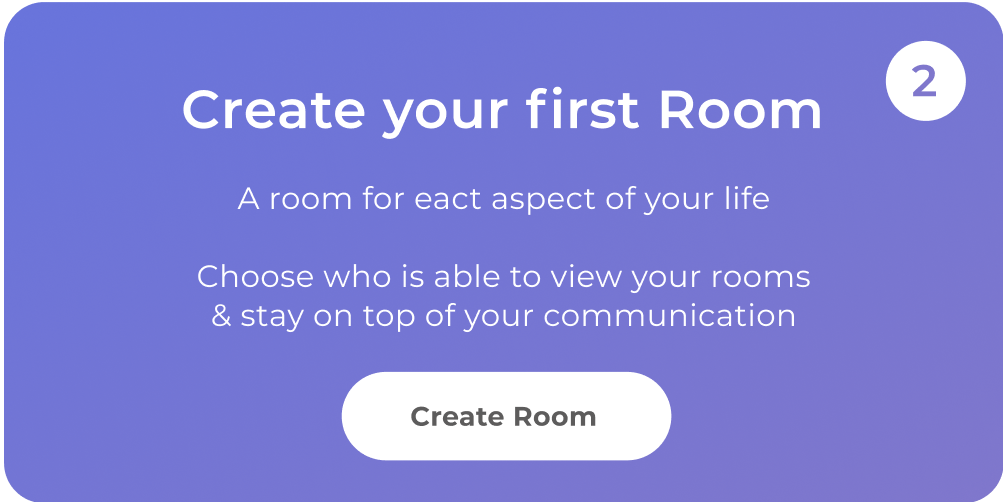 2
Create your first Room
A room for eact aspect of your life
Choose who is able to view your rooms
& stay on top of your communication
Create Room